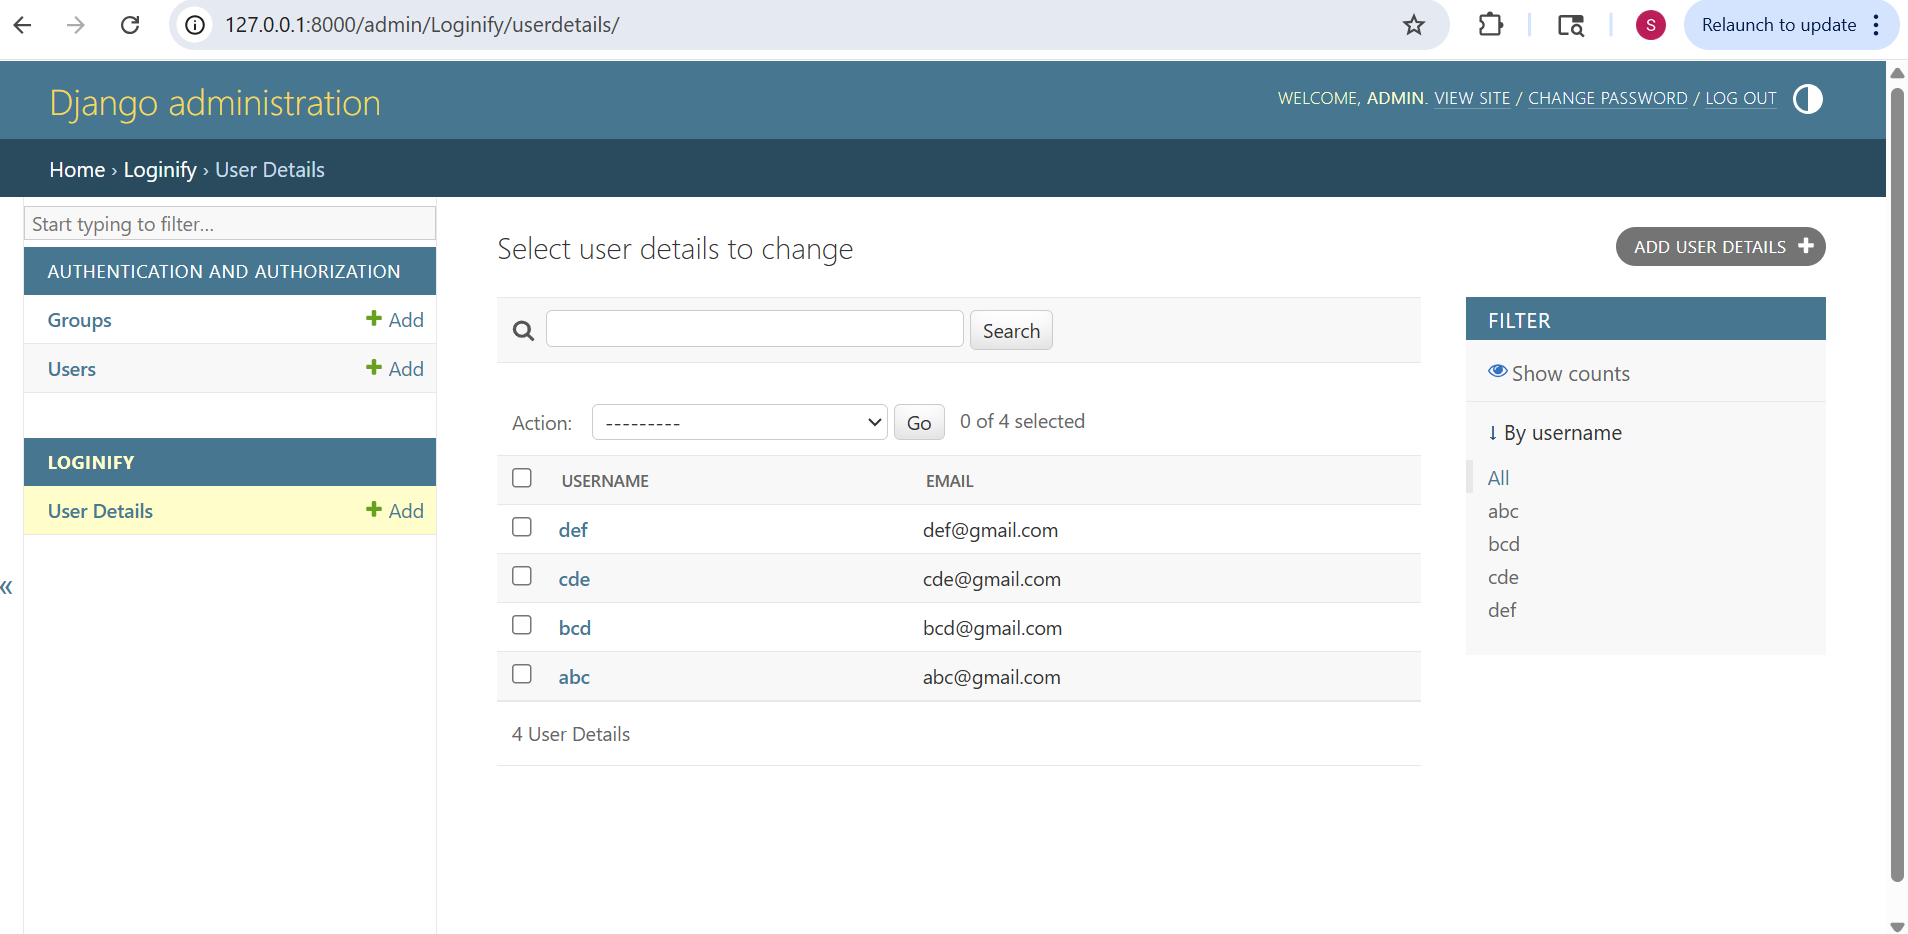 127.0.0.1:8000/admin/Loginify/userdetails/
S
Relaunch to update
Django administration
WELCOME, ADMIN. VIEW SITE / CHANGE PASSWORD / LOG OUT
Home › Loginify › User Details
Start typing to filter...
AUTHENTICATION AND AUTHORIZATION
Groups + Add
Users + Add
LOGINIFY
User Details + Add
«
Select user details to change
ADD USER DETAILS +
Search
Action: --------- Go 0 of 4 selected
USERNAME EMAIL
def def@gmail.com
cde cde@gmail.com
bcd bcd@gmail.com
abc abc@gmail.com
4 User Details
FILTER
Show counts
↓ By username
All
abc
bcd
cde
def